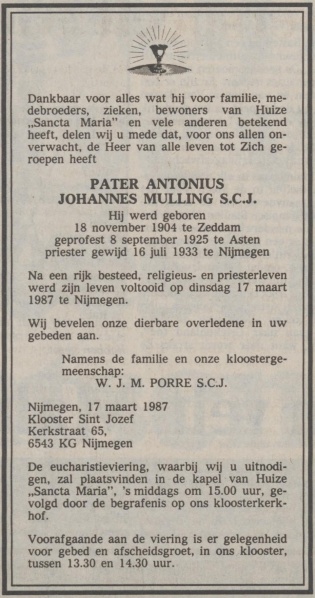 Dankbaar voor alles wat hij voor familie, me-
debroeders, zieken, bewoners van Huize
„Sancta Maria" en vele anderen betekend
heeft, delen wij u mede dat, voor ons allen on-
verwacht, de Heer van alle leven tot Zich ge-
roepen heeft
PATER ANTONIUS
JOHANNES MULLING S.C.J.
Hij werd geboren
18 november 1904 te Zeddam
geprofest 8 september 1925 te Asten
priester gewijd 16 juli 1933 te Nijmegen
Na een rijk besteed, religieus- en priesterleven
werd zijn leven voltooid op dinsdag 17 maart
1987 te Nijmegen.
Wij bevelen onze dierbare overledene in uw
gebeden aan.
Namens de familie en onze kloosterge-
meenschap:
W. J. M. PORRE S.C.J.
Nijmegen, 17 maart 1987
Klooster Sint Jozef
Kerkstraat 65,
6543 KG Nijmegen
De eucharistieviering, waarbij wij u uitnodi-
gen, zal plaatsvinden in de kapel van Huize
„Sancta Maria", 's middags om 15.00 uur, ge-
volgd door de begrafenis op ons kloosterkerk-
hof.
Voorafgaande aan de viering is er gelegenheid
voor gebed en afscheidsgroet, in ons klooster,
tussen 13.30 en 14.30 uur.